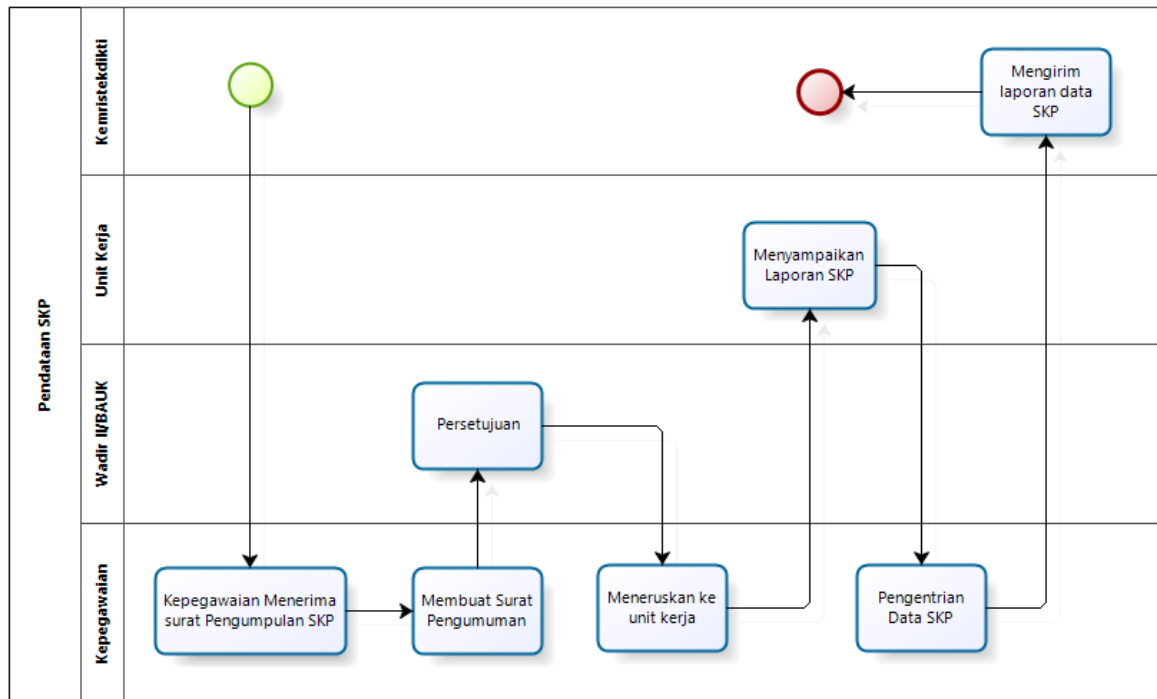 Pendataan SKP
Kemistekdikti
Mengirim
laporan data
SKP
Unit Kerja
Menyampaikan
Laporan SKP
Wadir II/BAUK
Persetujuan
Kepegawaian
Kepegawaian Menerima
surat Pengumpulan SKP
Membuat Surat
Pengumuman
Meneruskan ke
unit kerja
Pengentrian
Data SKP